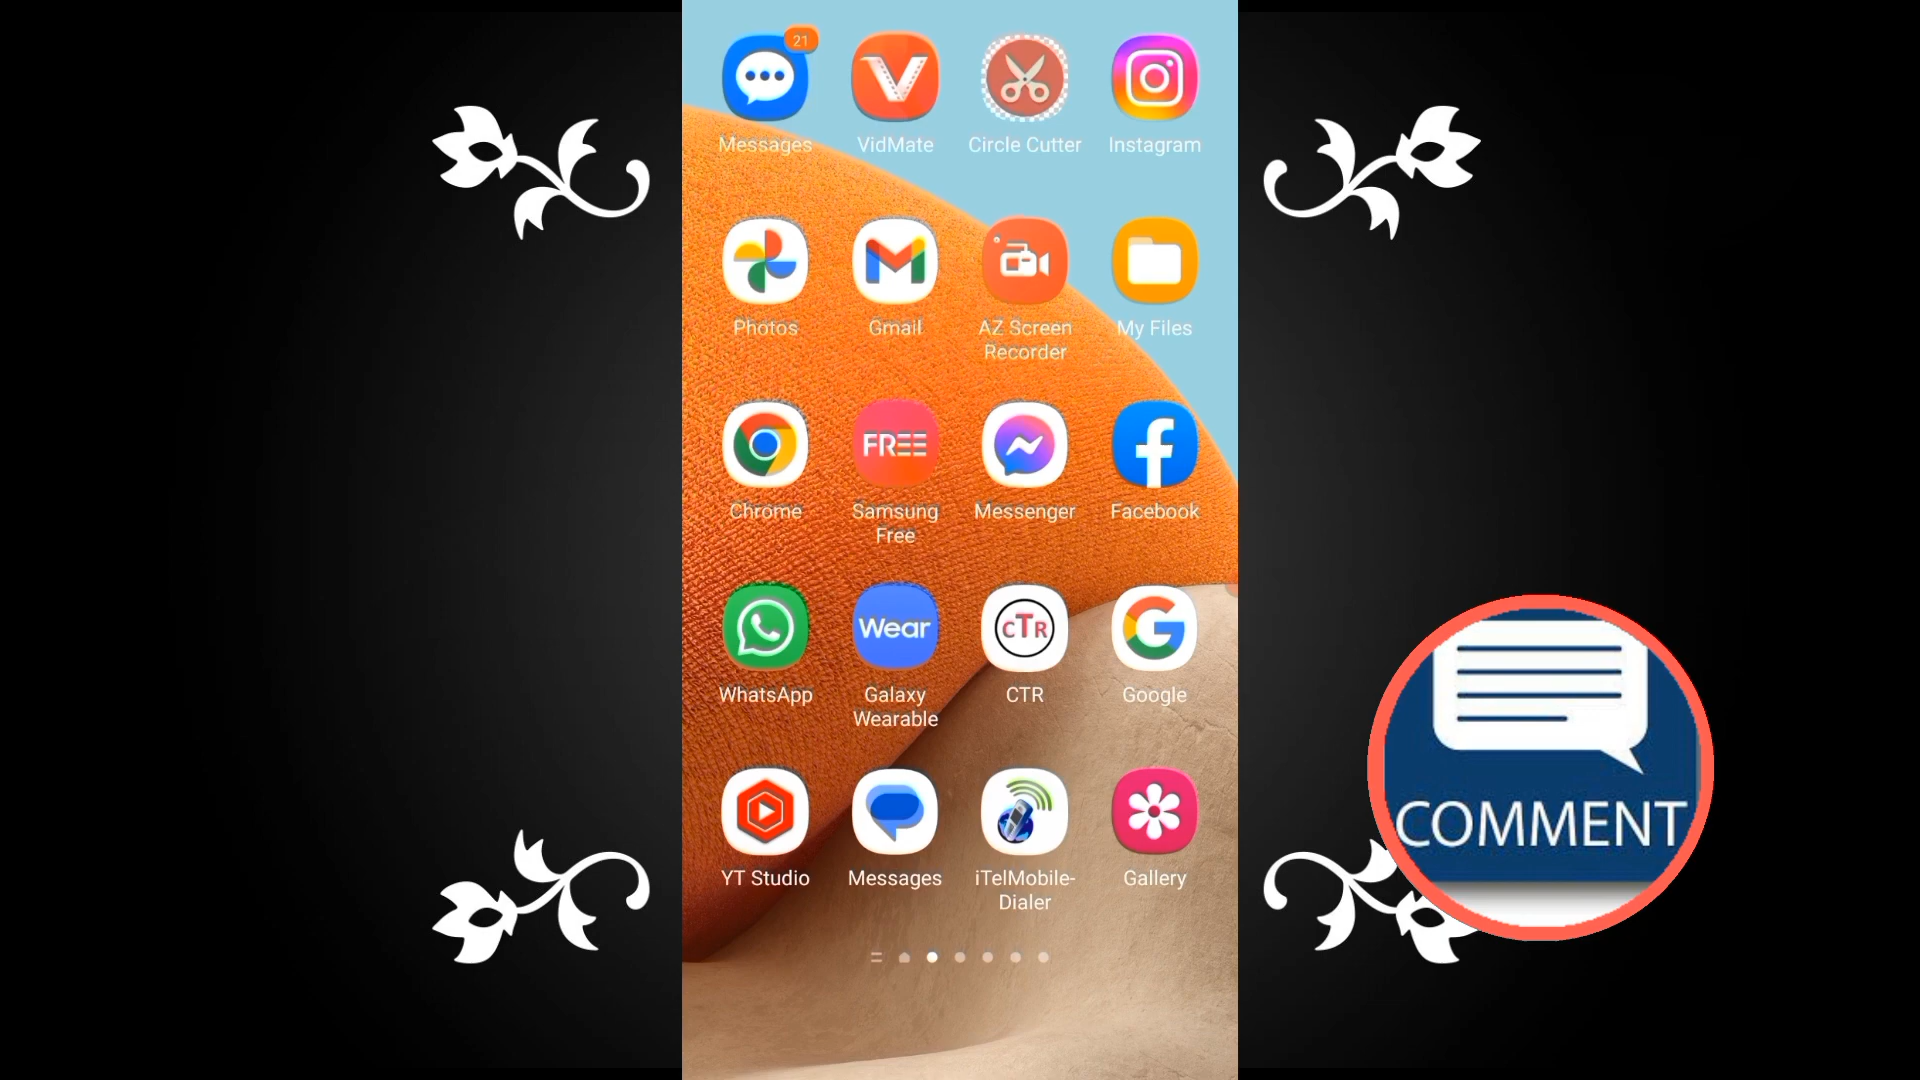 21
Messages
VidMate
Circle Cutter
Instagram
Photos
Gmail
AZ Screen
Recorder
My Files
FREE
Chrome
Samsung
Free
Messenger
Facebook
Wear
CTR
WhatsApp
Galaxy
Wearable
CTR
Google
YT Studio
Messages
iTelMobile-
Dialer
Gallery
COMMENT